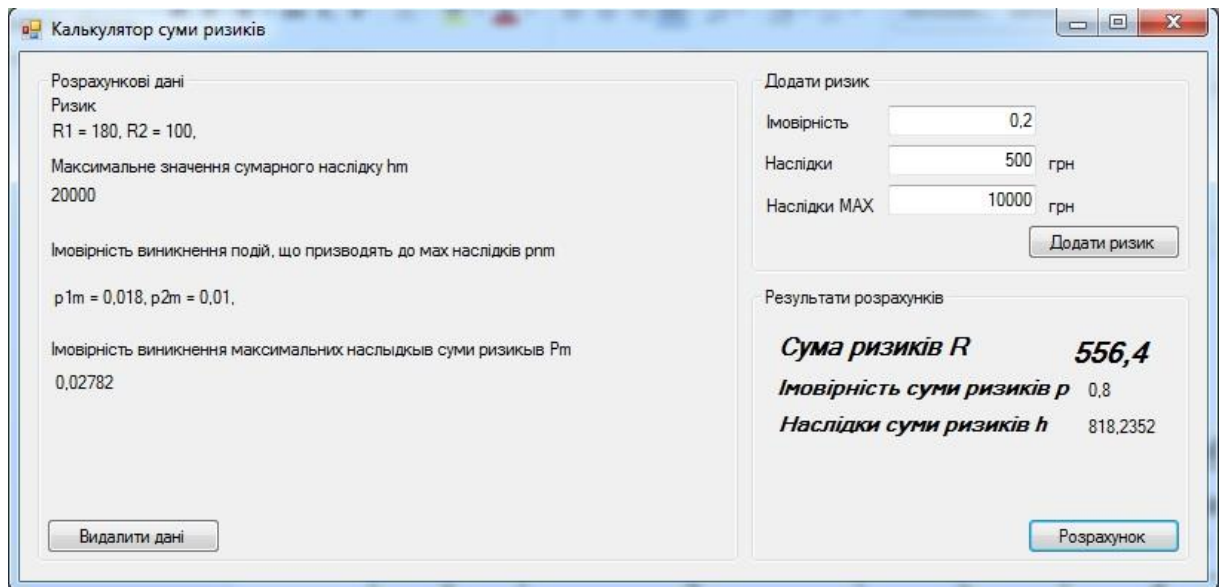 Калькулятор суми ризиків
Розрахункові дані
Ризик
R1 = 180, R2 = 100,
Максимальне значення сумарного наслідку hm
20000
Імовірність виникнення подій, що призводять до мах наслідків pnm
p1m = 0,018, p2m = 0,01,
Імовірність виникнення максимальних наслыдкыв суми ризикыв Pm
0,02782
Видалити дані
Додати ризик
Імовірність 0,2
Наслідки 500 грн
Наслідки MAX 10000 грн
Додати ризик
Результати розрахунків
Сума ризиків R 556,4
Імовірність суми ризиків p 0,8
Наслідки суми ризиків h 818,2352
Розрахунок